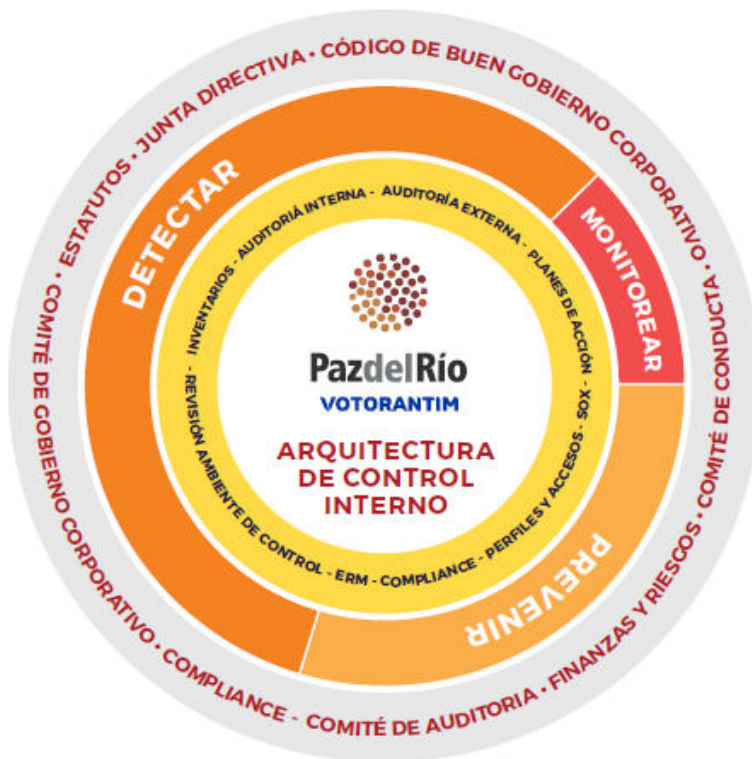 COMITÉ DE GOBIERNO CORPORATIVO • ESTATUTOS • JUNTA DIRECTIVA • CÓDIGO DE BUEN GOBIERNO CORPORATIVO • COMITÉ DE CONDUCTA • FINANZAS Y RIESGOS • COMITÉ DE AUDITORIA - COMPLIANCE •
DETECTAR
MONITOREAR
PREVENIR
INVENTARIOS - AUDITORIÁ INTERNA - AUDITORÍA EXTERNA - PLANES DE ACCIÓN - SOX - PERFILES Y ACCESOS - COMPLIANCE - ERM - REVISIÓN AMBIENTE DE CONTROL -
PazdelRío
VOTORANTIM
ARQUITECTURA
DE CONTROL
INTERNO